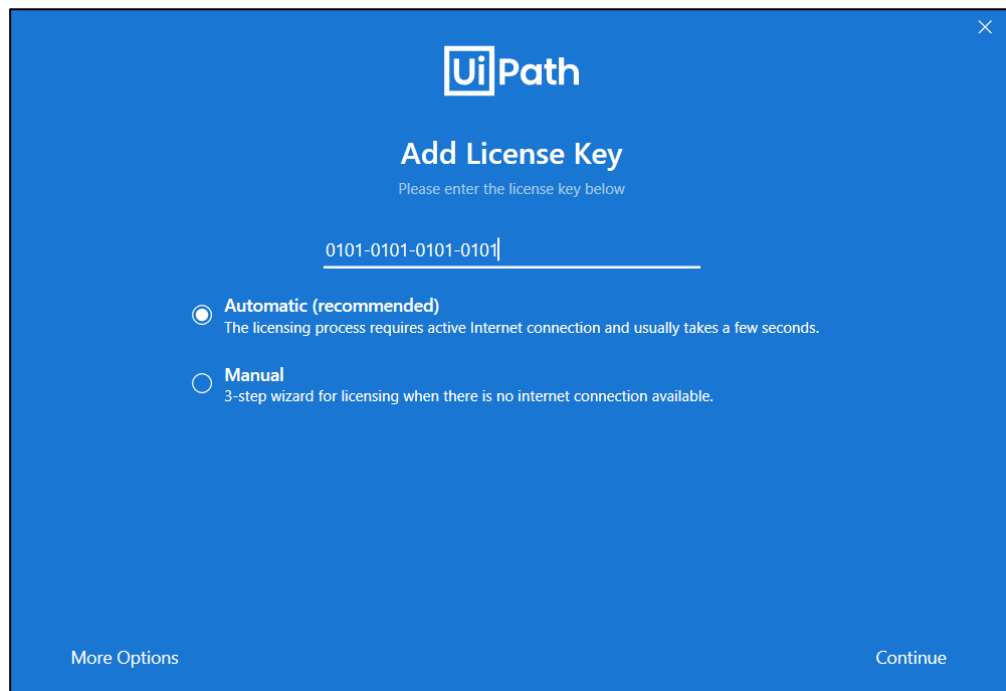 UiPath
Add License Key
Please enter the license key below
0101-0101-0101-0101
Automatic (recommended)
The licensing process requires active Internet connection and usually takes a few seconds.
Manual
3-step wizard for licensing when there is no internet connection available.
More Options
Continue